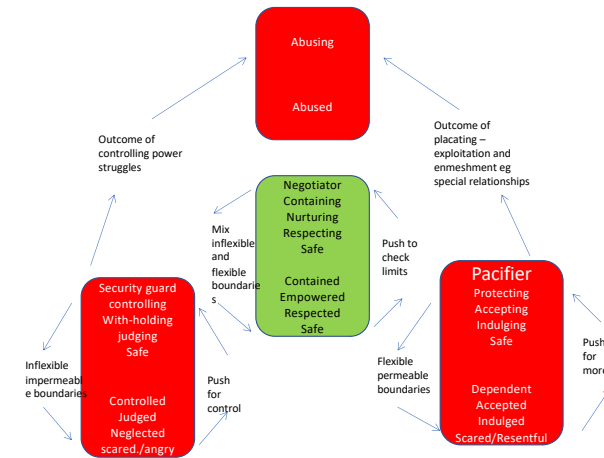 Abusing
Abused
Outcome of
controlling power
struggles
Outcome of
placating –
exploitation and
enmeshment eg
special relationships
Negotiator
Containing
Nurturing
Respecting
Safe
Contained
Empowered
Respected
Safe
Mix
inflexible
and
flexible
boundarie
s
Push to
check
limits
Security guard
controlling
With-holding
judging
Safe
Controlled
Judged
Neglected
scared./angry
Inflexible
impermeabl
e boundaries
Push
for
control
Pacifier
Protecting
Accepting
Indulging
Safe
Dependent
Accepted
Indulged
Scared/Resentful
Flexible
permeable
boundaries
Push
for
more